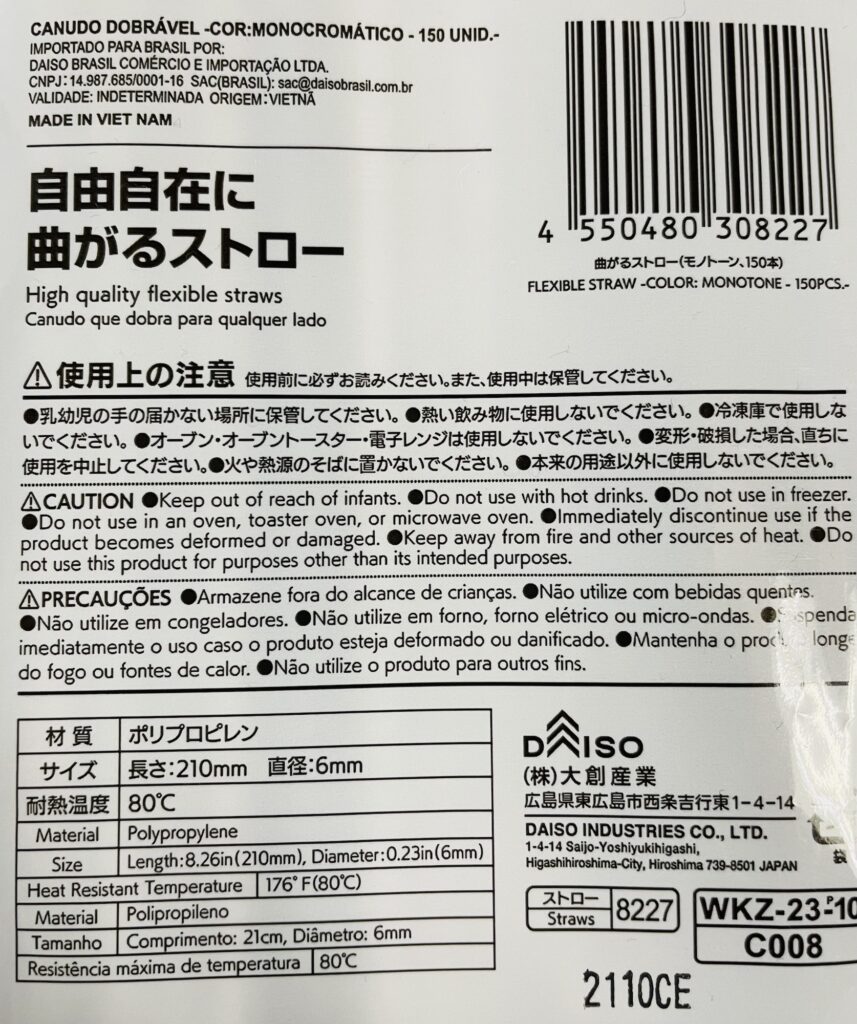 CANUDO DOBRÁVEL -COR:MONOCROMÁTICO - 150 UNID.-
IMPORTADO PARA BRASIL POR:
DAISO BRASIL COMÉRCIO E IMPORTAÇÃO LTDA.
CNPJ:14.987.685/0001-16 SAC(BRASIL): sac@daisobrasil.com.br
VALIDADE: INDETERMINADA ORIGEM:VIETNÃ
MADE IN VIET NAM
自由自在に
曲がるストロー
High quality flexible straws
Canudo que dobra para qualquer lado
4 550480 308227
曲がるストロー(モノトーン、150本)
FLEXIBLE STRAW -COLOR: MONOTONE - 150PCS.-
⚠使用上の注意 使用前に必ずお読みください。また、使用中は保管してください。
●乳幼児の手の届かない場所に保管してください。●熱い飲み物に使用しないでください。●冷凍庫で使用しな
いでください。●オーブン・オーブントースター・電子レンジは使用しないでください。●変形・破損した場合、直ちに
使用を中止してください。●火や熱源のそばに置かないでください。●本来の用途以外に使用しないでください。
⚠CAUTION ●Keep out of reach of infants. ●Do not use with hot drinks. ●Do not use in freezer.
●Do not use in an oven, toaster oven, or microwave oven. ●Immediately discontinue use if the
product becomes deformed or damaged. ●Keep away from fire and other sources of heat. ●Do
not use this product for purposes other than its intended purposes.
⚠PRECAUÇÕES ●Armazene fora do alcance de crianças. ●Não utilize com bebidas quentes.
●Não utilize em congeladores. ●Não utilize em forno, forno elétrico ou micro-ondas. ●Suspenda
imediatamente o uso caso o produto esteja deformado ou danificado. ●Mantenha o longe
do fogo ou fontes de calor. ●Não utilize o produto para outros fins.
材質 ポリプロピレン
サイズ 長さ:210mm 直径:6mm
耐熱温度 80℃
Material Polypropylene
Size Length:8.26in(210mm), Diameter:0.23in(6mm)
Heat Resistant Temperature 176°F(80℃)
Material Polipropileno
Tamanho Comprimento: 21cm, Diâmetro: 6mm
Resistência máxima de temperatura 80℃
DAISO
(株)大創産業
広島県東広島市西条吉行東1-4-14
DAISO INDUSTRIES CO., LTD.
1-4-14 Saijo-Yoshiyukihigashi,
Higashihiroshima-City, Hiroshima 739-8501 JAPAN
袋
ストロー
Straws
8227
WKZ-23-P10
C008
2110CE